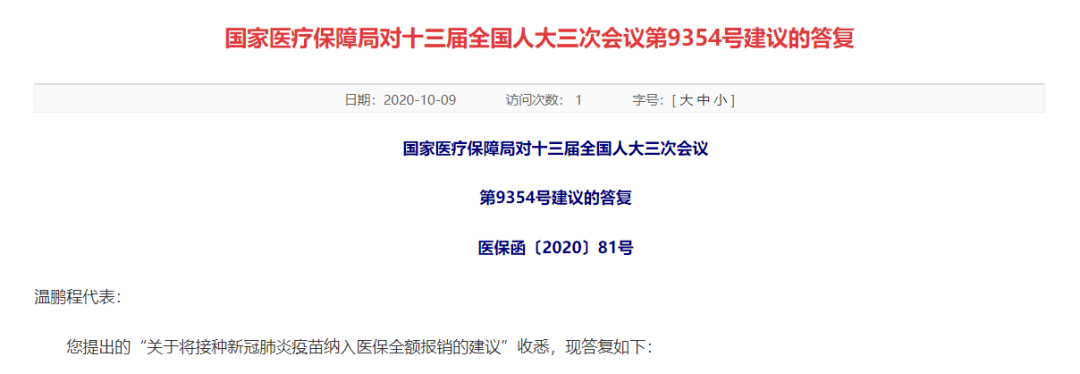 国家医疗保障局对十三届全国人大三次会议第9354号建议的答复
日期：2020-10-09 访问次数： 1 字号：[ 大 中 小 ]
国家医疗保障局对十三届全国人大三次会议
第9354号建议的答复
医保函〔2020〕81号
温鹏程代表：
您提出的“关于将接种新冠肺炎疫苗纳入医保全额报销的建议”收悉，现答复如下：